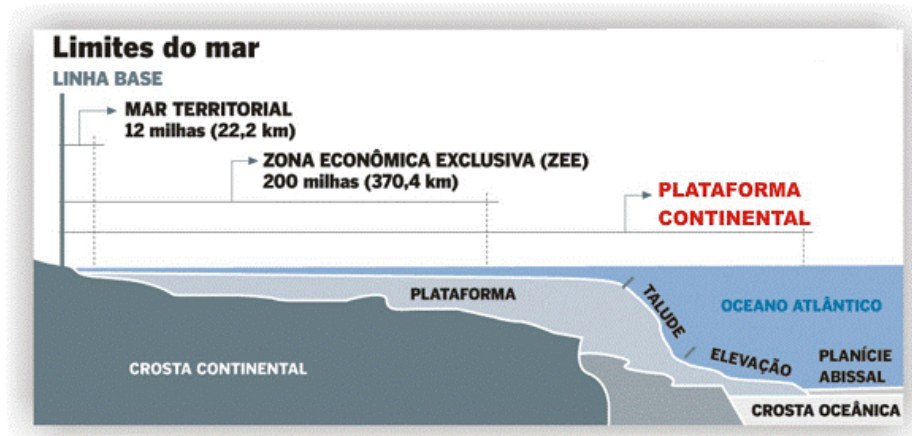 Limites do mar
LINHA BASE
MAR TERRITORIAL
12 milhas (22,2 km)
ZONA ECONÔMICA EXCLUSIVA (ZEE)
200 milhas (370,4 km)
PLATAFORMA
CONTINENTAL
PLATAFORMA
TALUDE
OCEANO ATLÂNTICO
ELEVAÇÃO
PLANÍCIE
ABISSAL
CROSTA CONTINENTAL
CROSTA OCEÂNICA